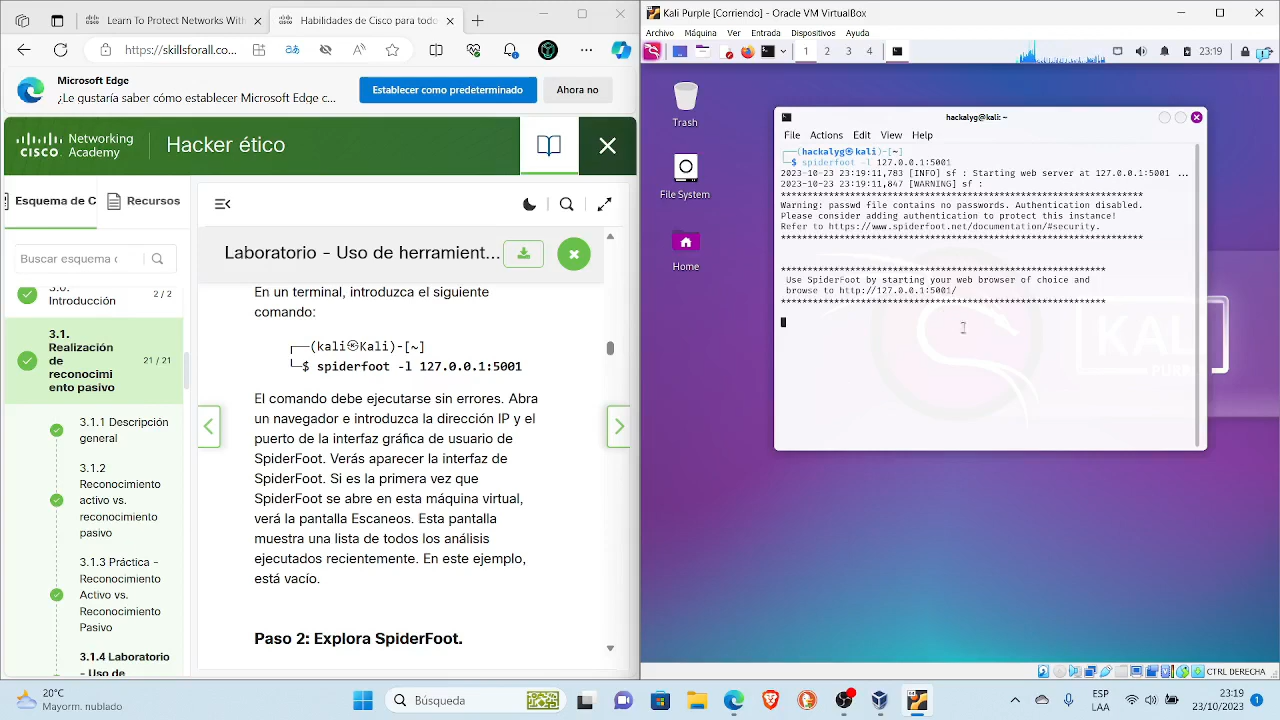 Learn To Protect Networks With
Habilidades de Cisco para todo
https://skillsforall.co...
Microsoft Edge
¿Le gustaría saber cómo establecer Microsoft Edge c...
Establecer como predeterminado
Ahora no
CISCO
Networking
Academy
Hacker ético
Esquema de C
Recursos
Buscar esquema c
3.0.
Introducción
2 / 2
3.1.
Realización
de
reconocimi
ento pasivo
21 / 21
3.1.1 Descripción
general
3.1.2
Reconocimiento
activo vs.
reconocimiento
pasivo
3.1.3 Práctica -
Reconocimiento
Activo vs.
Reconocimiento
Pasivo
3.1.4 Laboratorio
- Uso de
Laboratorio - Uso de herramient...
En un terminal, introduzca el siguiente
comando:
┌──(kali㉿Kali)-[~]
└─$ spiderfoot -l 127.0.0.1:5001
El comando debe ejecutarse sin errores. Abra
un navegador e introduzca la dirección IP y el
puerto de la interfaz gráfica de usuario de
SpiderFoot. Verás aparecer la interfaz de
SpiderFoot. Si es la primera vez que
SpiderFoot se abre en esta máquina virtual,
verá la pantalla Escaneos. Esta pantalla
muestra una lista de todos los análisis
ejecutados recientemente. En este ejemplo,
está vacío.
Paso 2: Explora SpiderFoot.
Kali Purple [Corriendo] - Oracle VM VirtualBox
Archivo Máquina Ver Entrada Dispositivos Ayuda
1 2 3 4
23:19
Trash
File System
Home
hackalyg@kali: ~
File Actions Edit View Help
┌──(hackalyg㉿kali)-[~]
└─$ spiderfoot -l 127.0.0.1:5001
2023-10-23 23:19:11,783 [INFO] sf : Starting web server at 127.0.0.1:5001 ...
2023-10-23 23:19:11,847 [WARNING] sf :
********************************************************************
Warning: passwd file contains no passwords. Authentication disabled.
Please consider adding authentication to protect this instance!
Refer to https://www.spiderfoot.net/documentation/#security.
********************************************************************
*************************************************************
Use SpiderFoot by starting your web browser of choice and
browse to http://127.0.0.1:5001/
*************************************************************
KALI
PURPLE
CTRL DERECHA
20°C
Mayorm. nublado
Búsqueda
ESP
LAA
23:19
23/10/2023
1